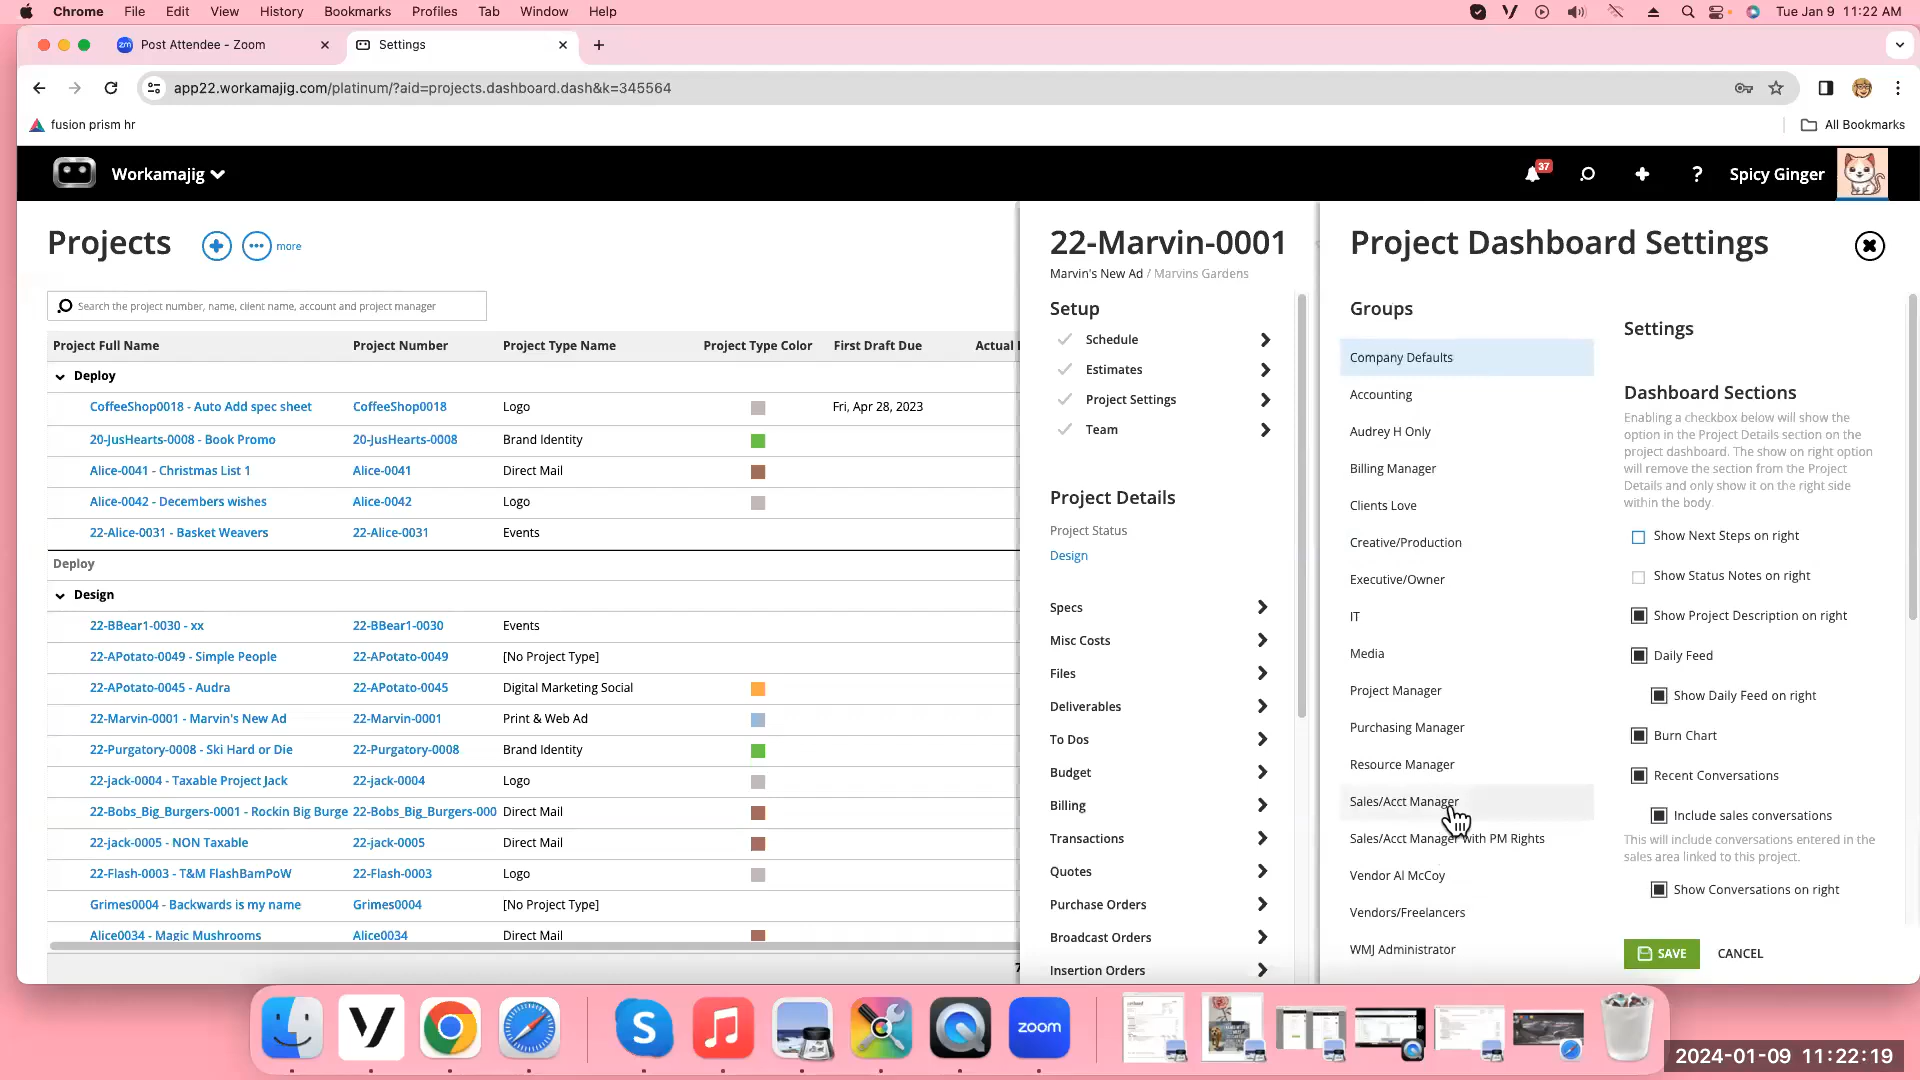 Chrome File Edit View History Bookmarks Profiles Tab Window Help Tue Jan 9 11:22 AM
zm Post Attendee - Zoom Settings
app22.workamajig.com/platinum/?aid=projects.dashboard.dash&k=345564
fusion prism hr All Bookmarks
Workamajig 37 ? Spicy Ginger
Projects more
Search the project number, name, client name, account and project manager
Project Full Name Project Number Project Type Name Project Type Color First Draft Due Actual
Deploy
CoffeeShop0018 - Auto Add spec sheet CoffeeShop0018 Logo Fri, Apr 28, 2023
20-JusHearts-0008 - Book Promo 20-JusHearts-0008 Brand Identity
Alice-0041 - Christmas List 1 Alice-0041 Direct Mail
Alice-0042 - Decembers wishes Alice-0042 Logo
22-Alice-0031 - Basket Weavers 22-Alice-0031 Events
Deploy
Design
22-BBear1-0030 - xx 22-BBear1-0030 Events
22-APotato-0049 - Simple People 22-APotato-0049 [No Project Type]
22-APotato-0045 - Audra 22-APotato-0045 Digital Marketing Social
22-Marvin-0001 - Marvin's New Ad 22-Marvin-0001 Print & Web Ad
22-Purgatory-0008 - Ski Hard or Die 22-Purgatory-0008 Brand Identity
22-jack-0004 - Taxable Project Jack 22-jack-0004 Logo
22-Bobs_Big_Burgers-0001 - Rockin Big Burge 22-Bobs_Big_Burgers-000 Direct Mail
22-jack-0005 - NON Taxable 22-jack-0005 Direct Mail
22-Flash-0003 - T&M FlashBamPoW 22-Flash-0003 Logo
Grimes0004 - Backwards is my name Grimes0004 [No Project Type]
Alice0034 - Magic Mushrooms Alice0034 Direct Mail
22-Marvin-0001
Marvin's New Ad / Marvins Gardens
Setup
Schedule
Estimates
Project Settings
Team
Project Details
Project Status
Design
Specs
Misc Costs
Files
Deliverables
To Dos
Budget
Billing
Transactions
Quotes
Purchase Orders
Broadcast Orders
Insertion Orders
Project Dashboard Settings
Groups
Company Defaults
Accounting
Audrey H Only
Billing Manager
Clients Love
Creative/Production
Executive/Owner
IT
Media
Project Manager
Purchasing Manager
Resource Manager
Sales/Acct Manager
Sales/Acct Manager with PM Rights
Vendor Al McCoy
Vendors/Freelancers
WMJ Administrator
Settings
Dashboard Sections
Enabling a checkbox below will show the
option in the Project Details section on the
project dashboard. The show on right option
will remove the section from the Project
Details and only show it on the right side
within the body.
Show Next Steps on right
Show Status Notes on right
Show Project Description on right
Daily Feed
Show Daily Feed on right
Burn Chart
Recent Conversations
Include sales conversations
This will include conversations entered in the
sales area linked to this project.
Show Conversations on right
SAVE CANCEL
zoom
2024-01-09 11:22:19